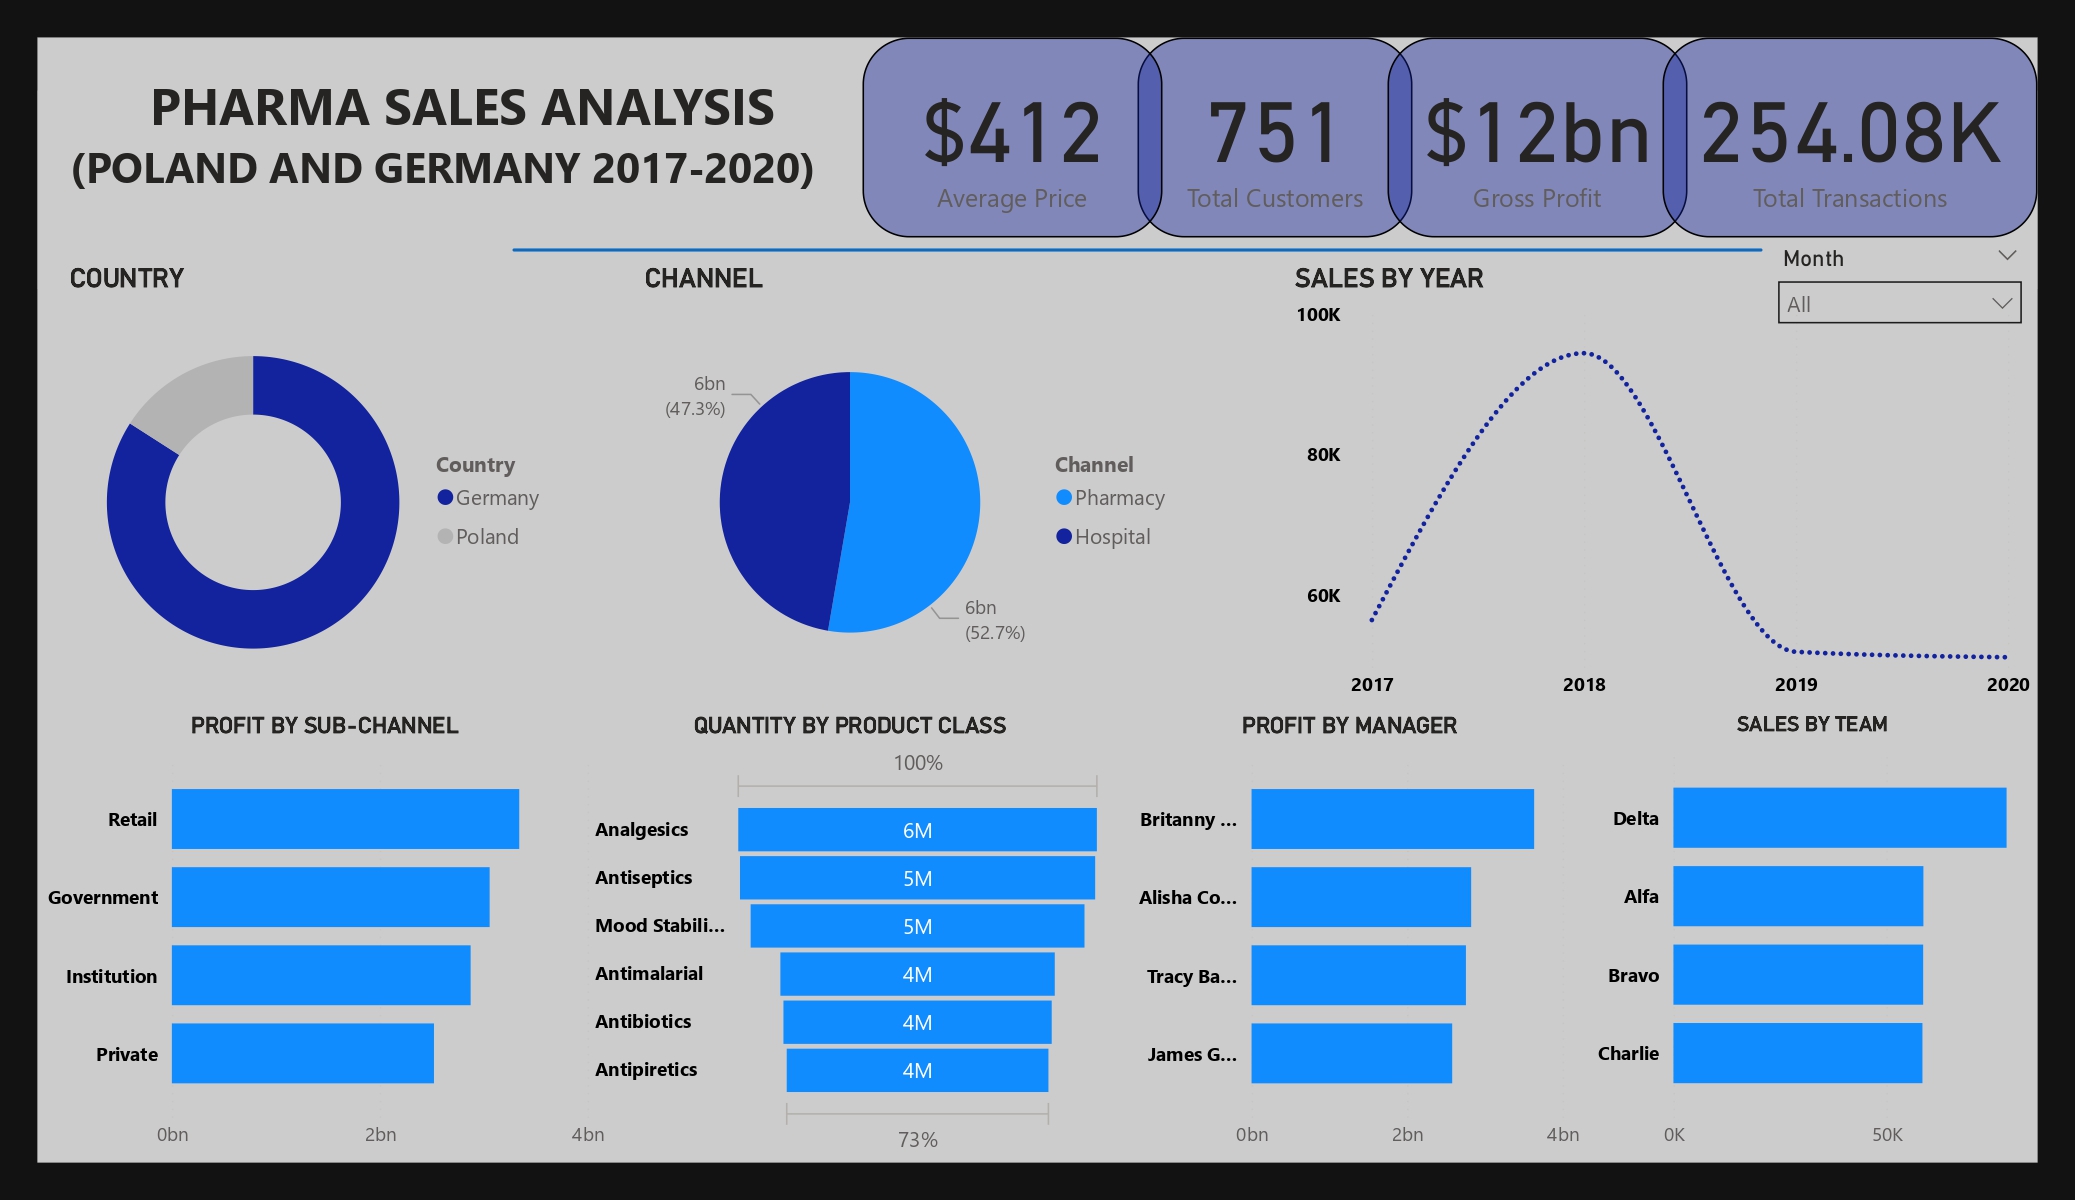 PHARMA SALES ANALYSIS
(POLAND AND GERMANY 2017-2020)
$412
Average Price
751
Total Customers
$12bn
Gross Profit
254.08K
Total Transactions
Month
All
COUNTRY
Country
Germany
Poland
CHANNEL
6bn
(47.3%)
6bn
(52.7%)
Channel
Pharmacy
Hospital
SALES BY YEAR
100K
80K
60K
2017
2018
2019
2020
PROFIT BY SUB-CHANNEL
Retail
Government
Institution
Private
0bn
2bn
4bn
QUANTITY BY PRODUCT CLASS
100%
Analgesics
6M
Antiseptics
5M
Mood Stabili...
5M
Antimalarial
4M
Antibiotics
4M
Antipiretics
4M
73%
PROFIT BY MANAGER
Britanny ...
Alisha Co...
Tracy Ba...
James G...
0bn
2bn
4bn
SALES BY TEAM
Delta
Alfa
Bravo
Charlie
0K
50K